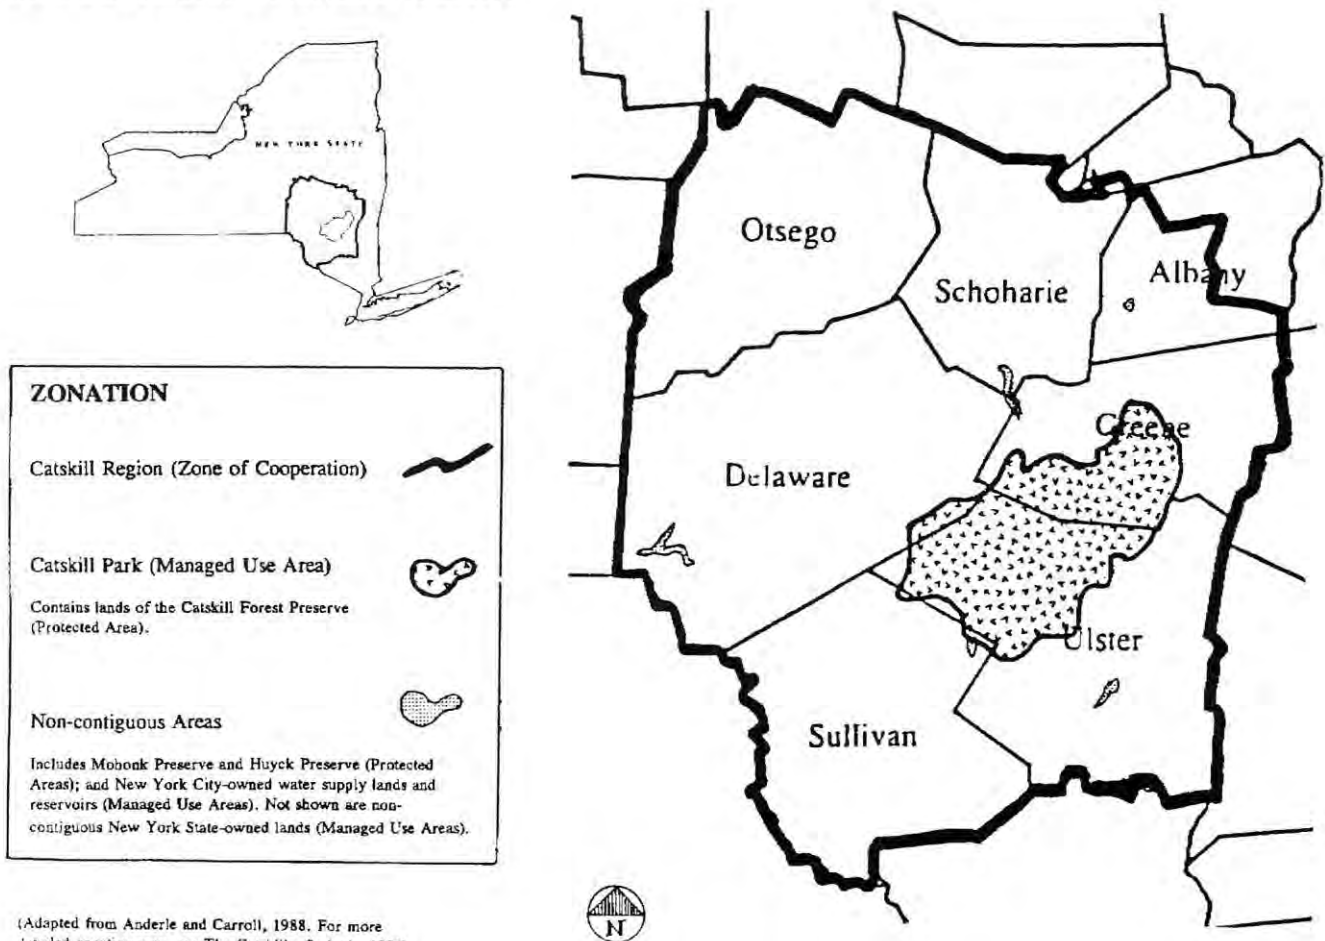 NEW YORK STATE
ZONATION
Catskill Region (Zone of Cooperation)
Catskill Park (Managed Use Area)
Contains lands of the Catskill Forest Preserve
(Protected Area).
Non-contiguous Areas
Includes Mohonk Preserve and Huyck Preserve (Protected
Areas); and New York City-owned water supply lands and
reservoirs (Managed Use Areas). Not shown are non-
contiguous New York State-owned lands (Managed Use Areas).
(Adapted from Anderle and Carroll, 1988. For more
Otsego
Schoharie
Albany
Greene
Delaware
Ulster
Sullivan
N